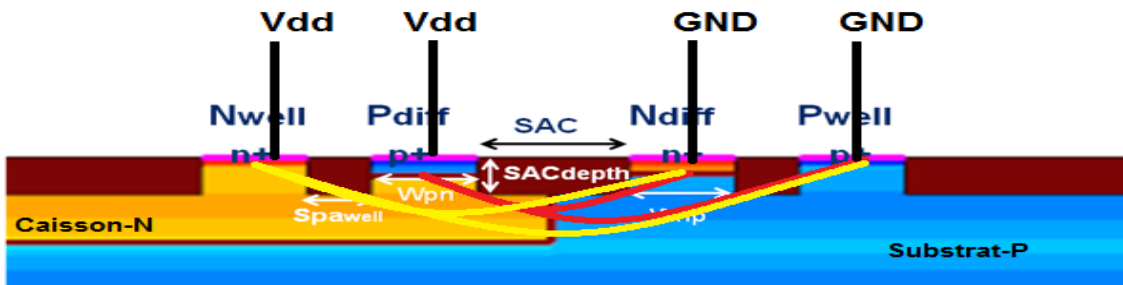 Vdd Vdd GND GND
Nwell Pdiff SAC Ndiff Pwell
n+ p+ n+ p+
SACdepth
Wpn
Spawell
Caisson-N
Substrat-P